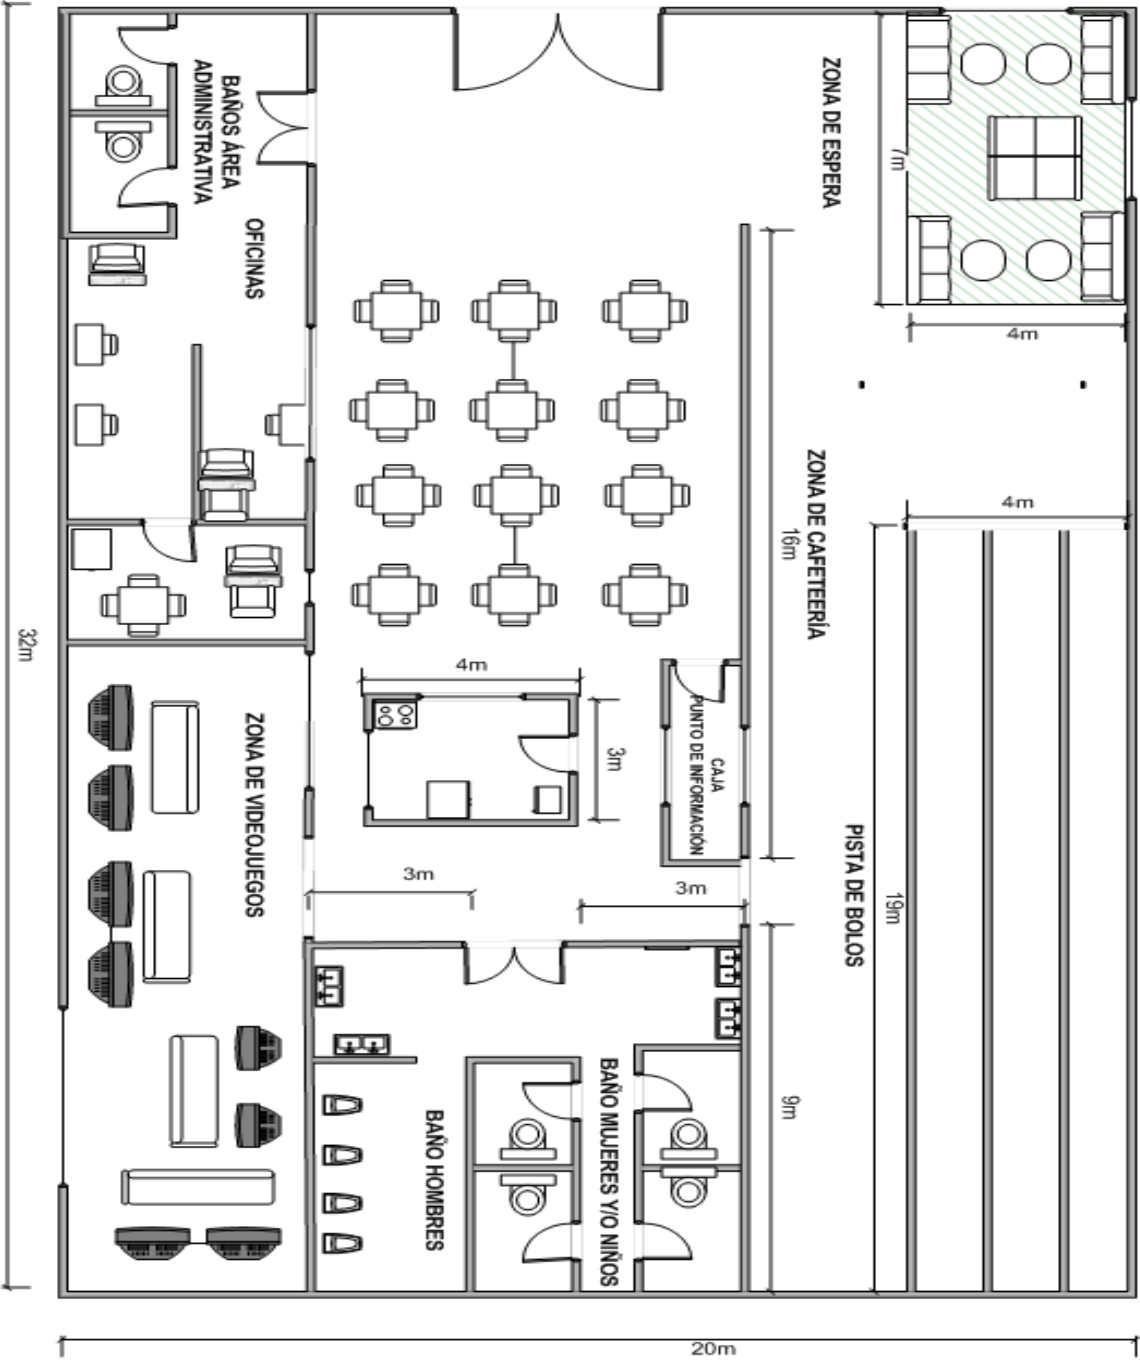 BAÑOS ÁREA
ADMINISTRATIVA
OFICINAS
ZONA DE ESPERA
7m
4m
ZONA DE CAFETEERÍA
16m
4m
32m
4m
3m
CAJA
PUNTO DE INFORMACIÓN
ZONA DE VIDEOJUEGOS
PISTA DE BOLOS
19m
3m
3m
9m
BAÑO HOMBRES
BAÑO MUJERES Y/O NIÑOS
20m